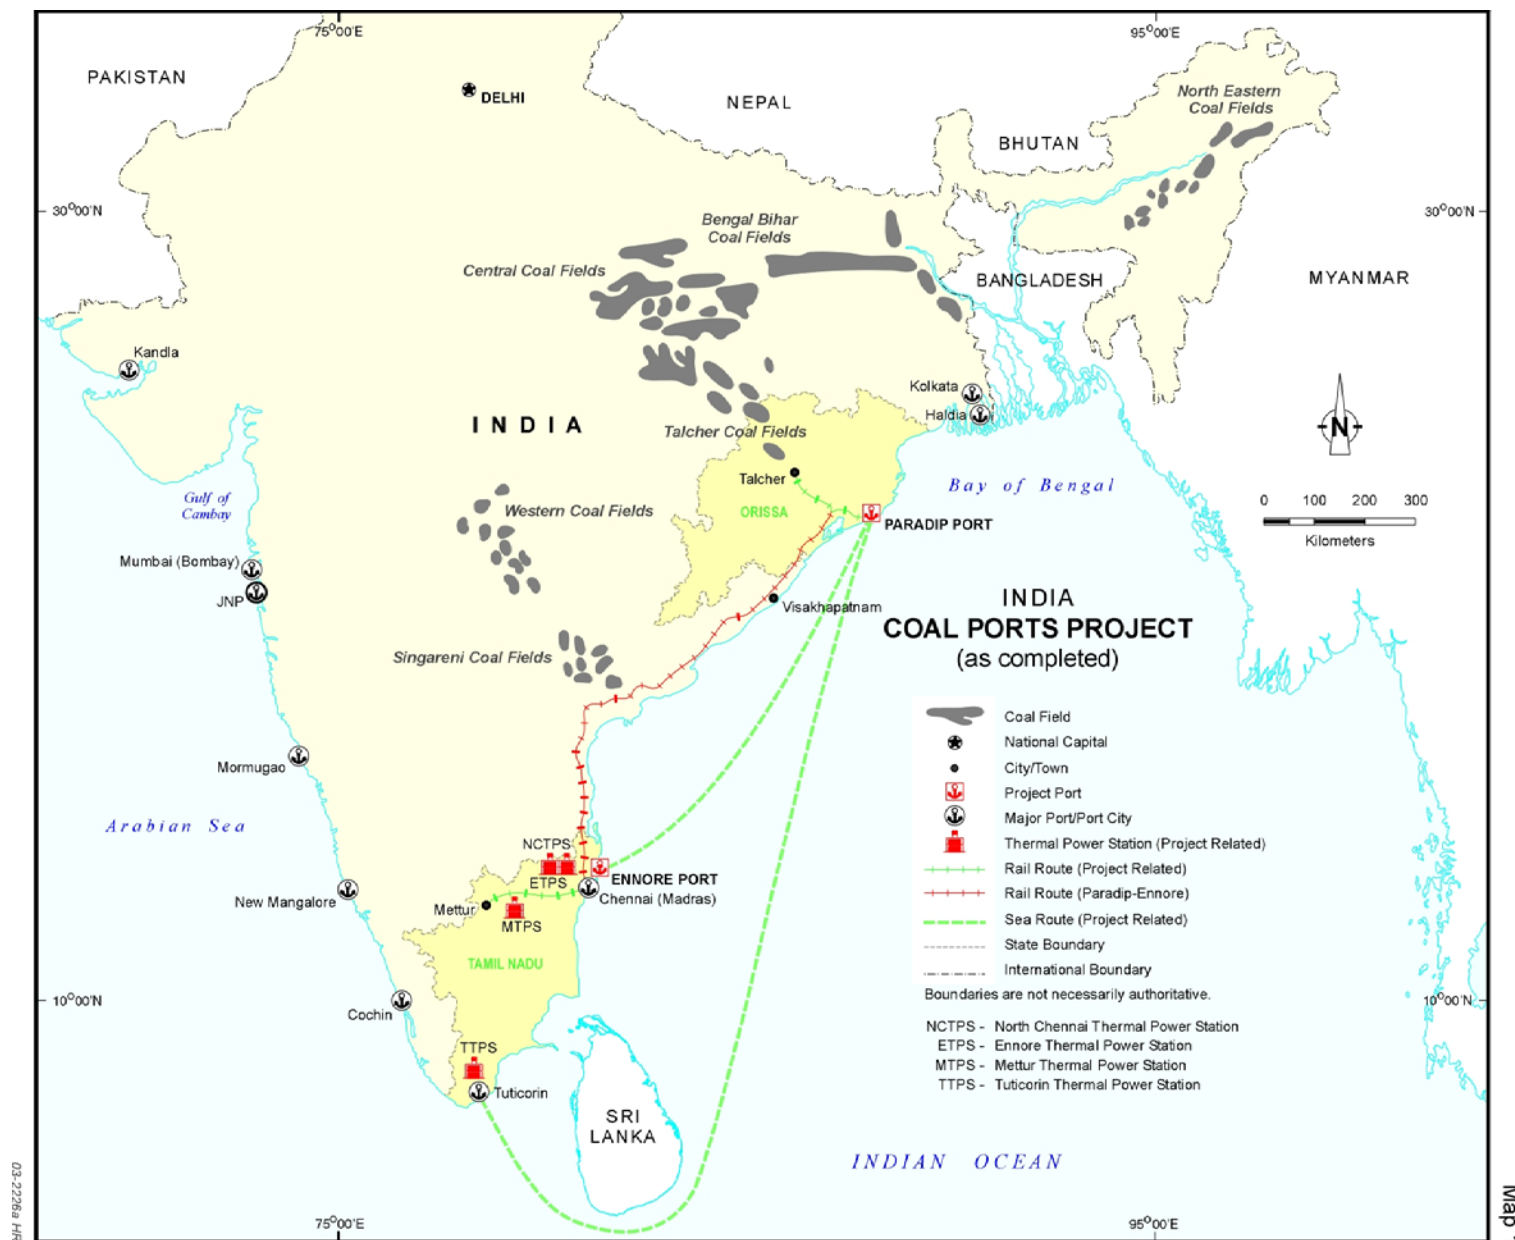 75°00'E
95°00'E
PAKISTAN
DELHI
NEPAL
North Eastern
Coal Fields
BHUTAN
30°00'N
30°00'N
Bengal Bihar
Coal Fields
Central Coal Fields
BANGLADESH
MYANMAR
Kandla
Kolkata
Haldia
INDIA
Talcher Coal Fields
N
Talcher
Bay of Bengal
Gulf of
Cambay
Western Coal Fields
ORISSA
PARADIP PORT
0 100 200 300
Kilometers
Mumbai (Bombay)
JNP
Visakhapatnam
INDIA
COAL PORTS PROJECT
(as completed)
Singareni Coal Fields
Coal Field
National Capital
City/Town
Project Port
Major Port/Port City
Thermal Power Station (Project Related)
Rail Route (Project Related)
Rail Route (Paradip-Ennore)
Sea Route (Project Related)
State Boundary
International Boundary
Boundaries are not necessarily authoritative.
NCTPS - North Chennai Thermal Power Station
ETPS - Ennore Thermal Power Station
MTPS - Mettur Thermal Power Station
TTPS - Tuticorin Thermal Power Station
Mormugao
Arabian Sea
NCTPS
ETPS
ENNORE PORT
Chennai (Madras)
New Mangalore
Mettur
MTPS
TAMIL NADU
10°00'N
10°00'N
Cochin
TTPS
Tuticorin
SRI
LANKA
INDIAN OCEAN
75°00'E
95°00'E
03-2226a HR
Map